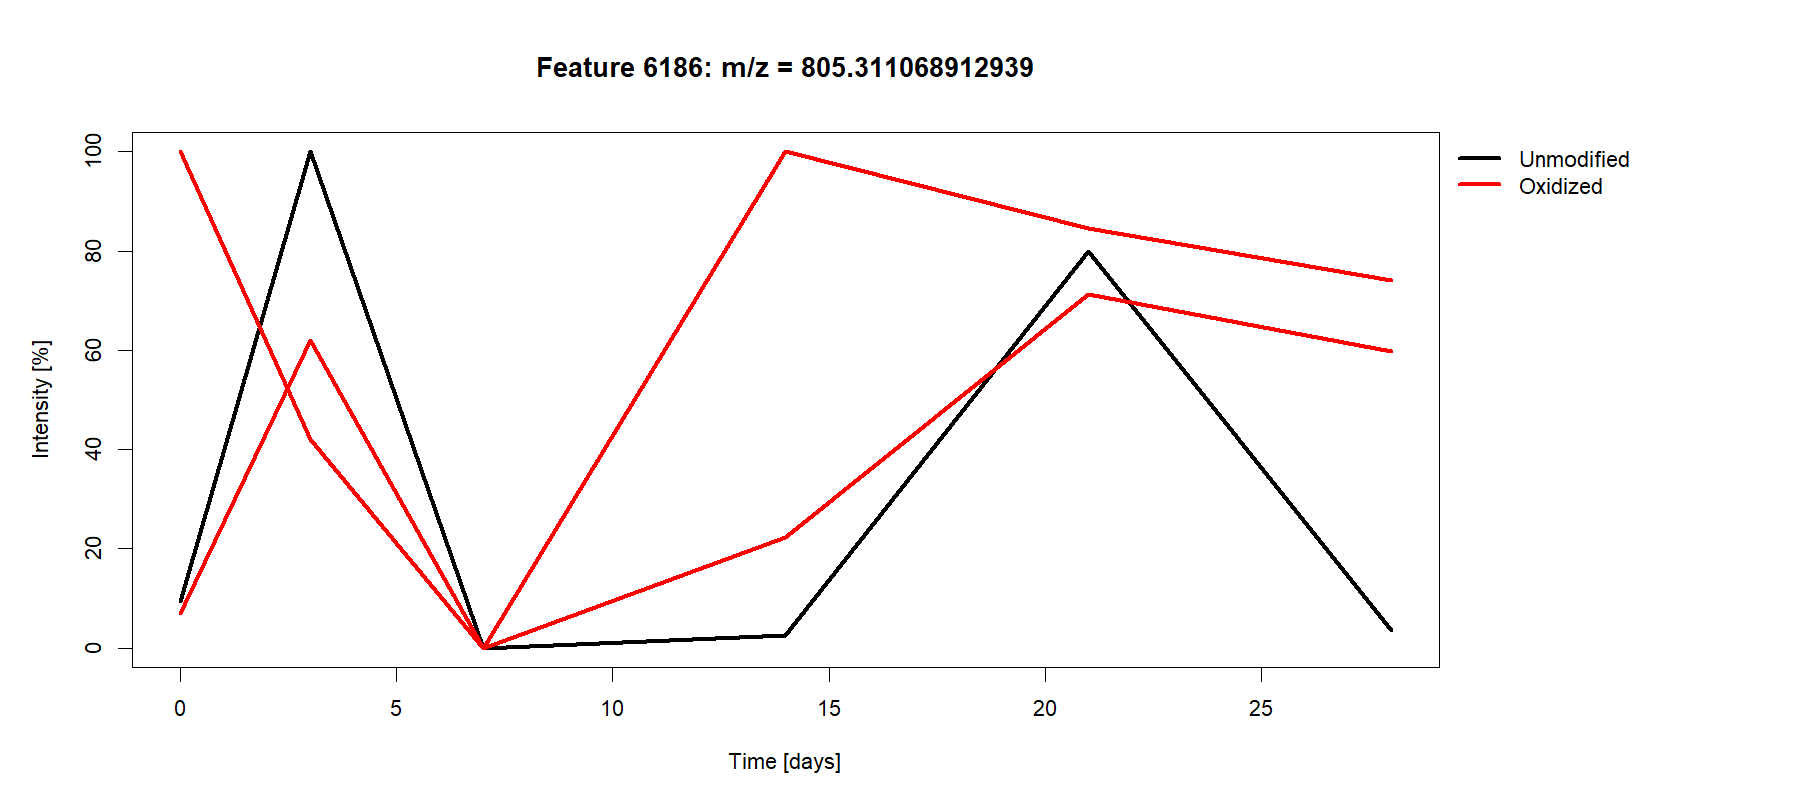 Feature 6186: m/z = 805.311068912939
Unmodified
Oxidized
Intensity [%]
100
80
60
40
20
0
0 5 10 15 20 25
Time [days]